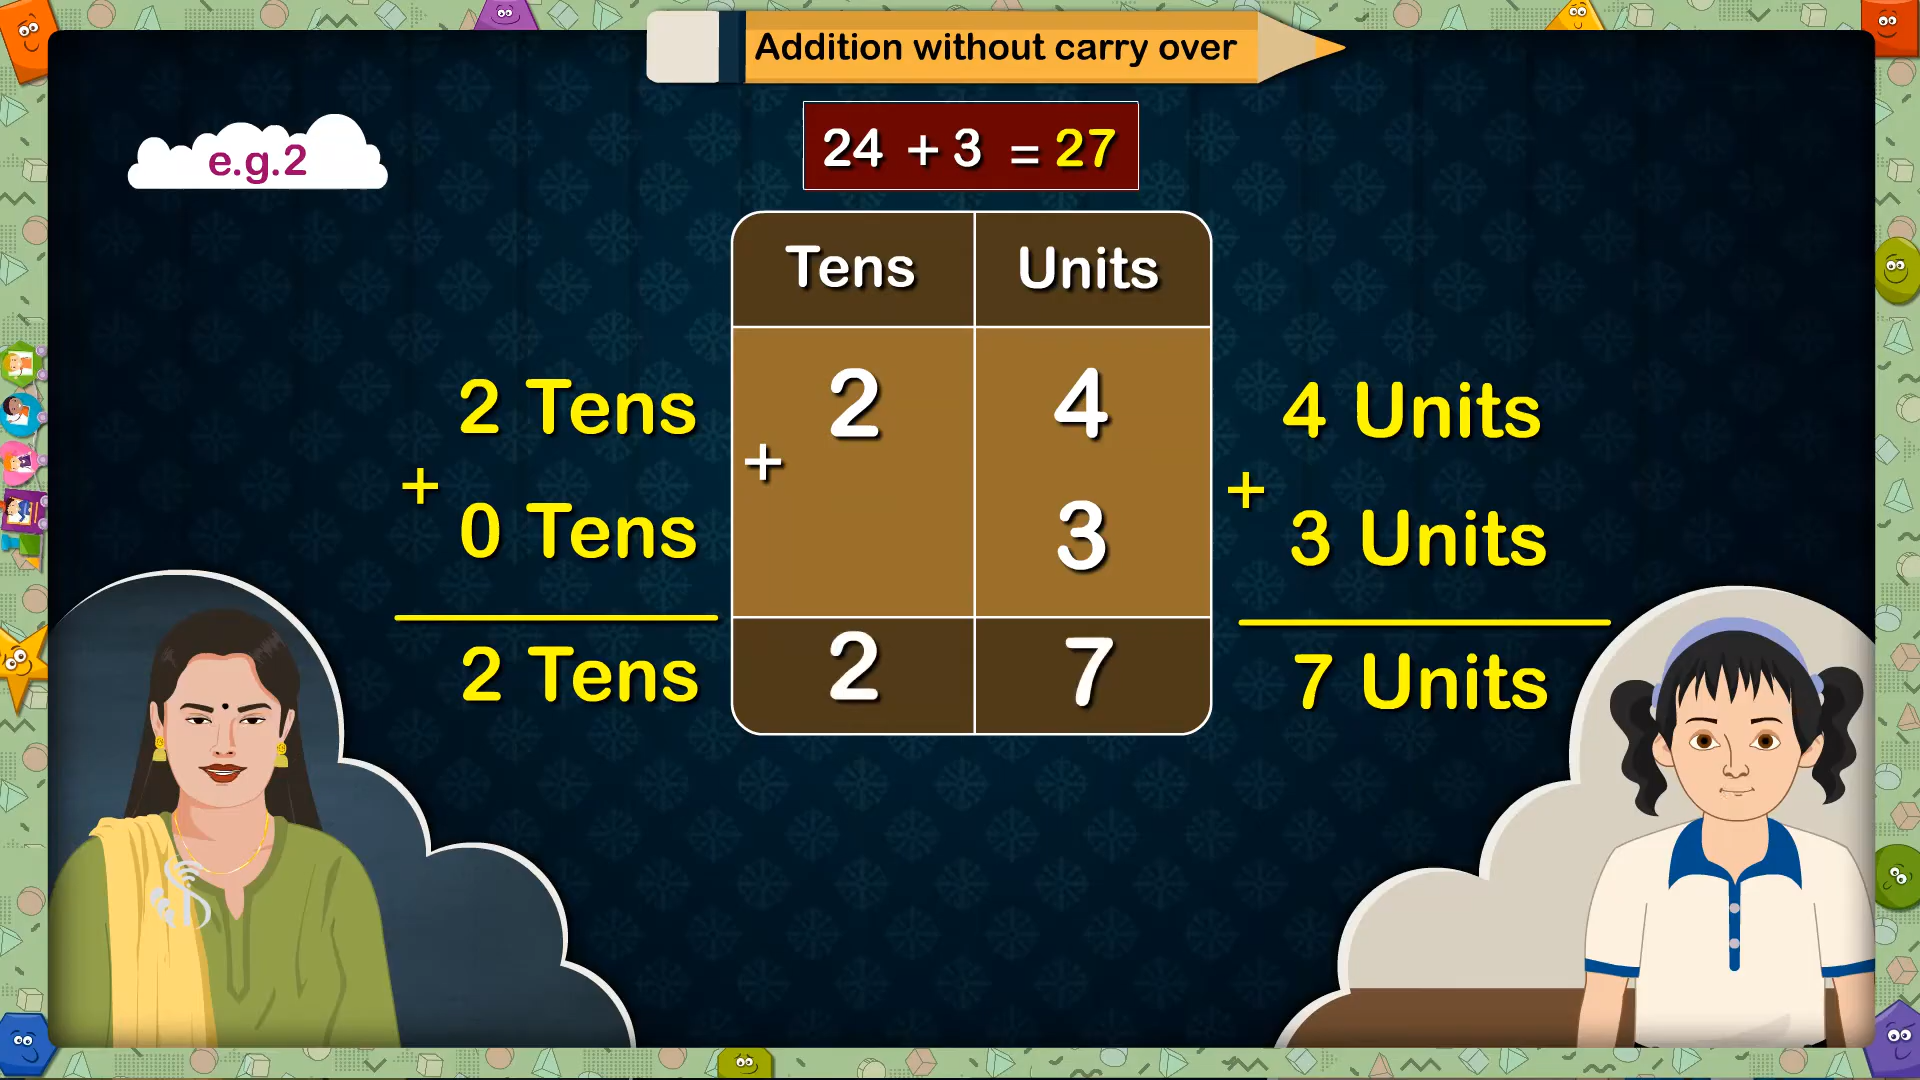 Addition without carry over
24 + 3 = 27
e.g.2
Tens Units
2 Tens
+
0 Tens
2 Tens
2 4
+
3
2 7
4 Units
+
3 Units
7 Units